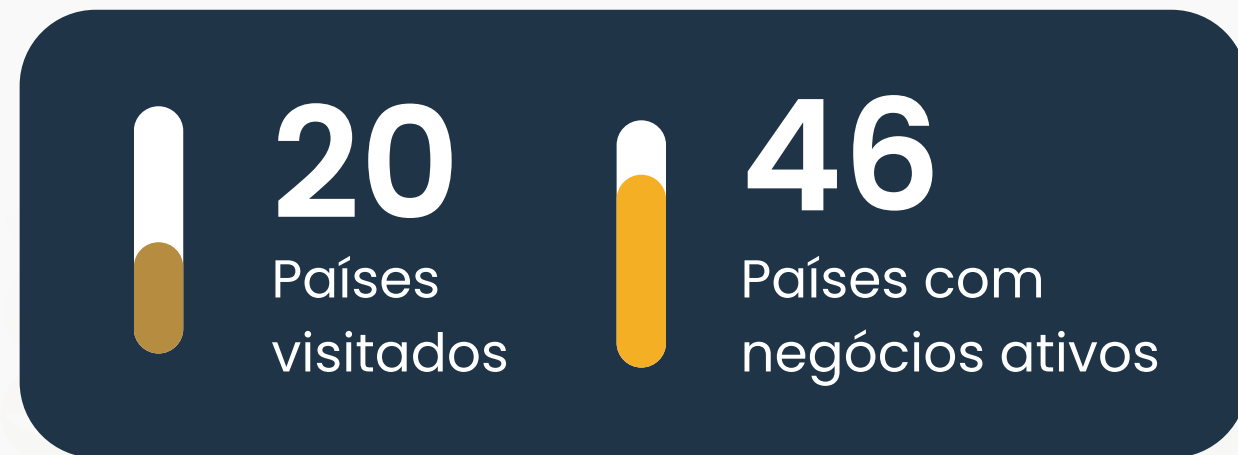 20
Países
visitados
46
Países com
negócios ativos